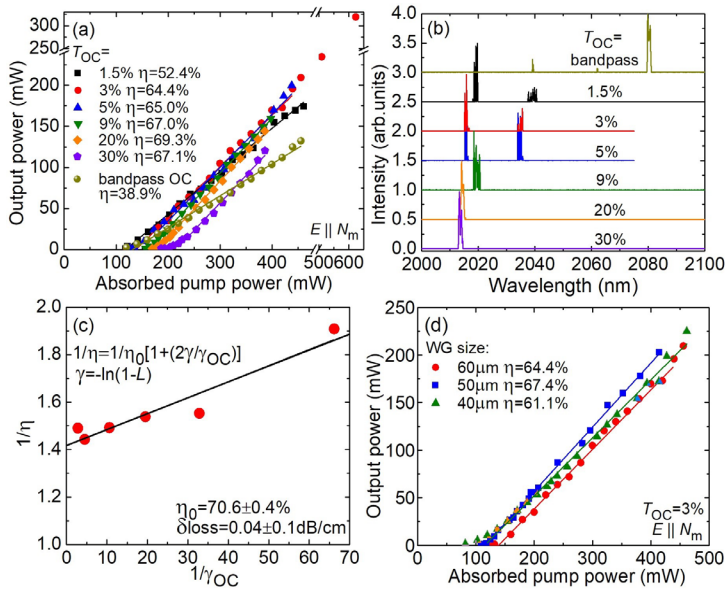 (a)
T_OC=
1.5% η=52.4%
3% η=64.4%
5% η=65.0%
9% η=67.0%
20% η=69.3%
30% η=67.1%
bandpass OC
η=38.9%
E || N_m
Output power (mW)
300
250
200
150
100
50
0
0 100 200 300 400 500 600
Absorbed pump power (mW)
(b)
T_OC=
bandpass
1.5%
3%
5%
9%
20%
30%
Intensity (arb.units)
4.0
3.5
3.0
2.5
2.0
1.5
1.0
0.5
0.0
2000 2020 2040 2060 2080 2100
Wavelength (nm)
(c)
1/η=1/η₀[1+(2γ/γ_OC)]
γ=-ln(1-L)
η₀=70.6±0.4%
δloss=0.04±0.1dB/cm
1/η
2.0
1.8
1.6
1.4
1.2
1.0
0 10 20 30 40 50 60 70
1/γ_OC
(d)
WG size:
60μm η=64.4%
50μm η=67.4%
40μm η=61.1%
T_OC=3%
E || N_m
Output power (mW)
250
200
150
100
50
0
0 100 200 300 400 500
Absorbed pump power (mW)